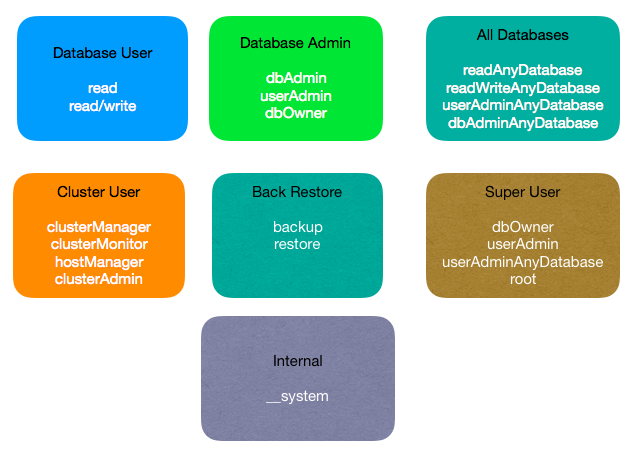 Database User
read
read/write
Database Admin
dbAdmin
userAdmin
dbOwner
All Databases
readAnyDatabase
readWriteAnyDatabase
userAdminAnyDatabase
dbAdminAnyDatabase
Cluster User
clusterManager
clusterMonitor
hostManager
clusterAdmin
Back Restore
backup
restore
Super User
dbOwner
userAdmin
userAdminAnyDatabase
root
Internal
__system